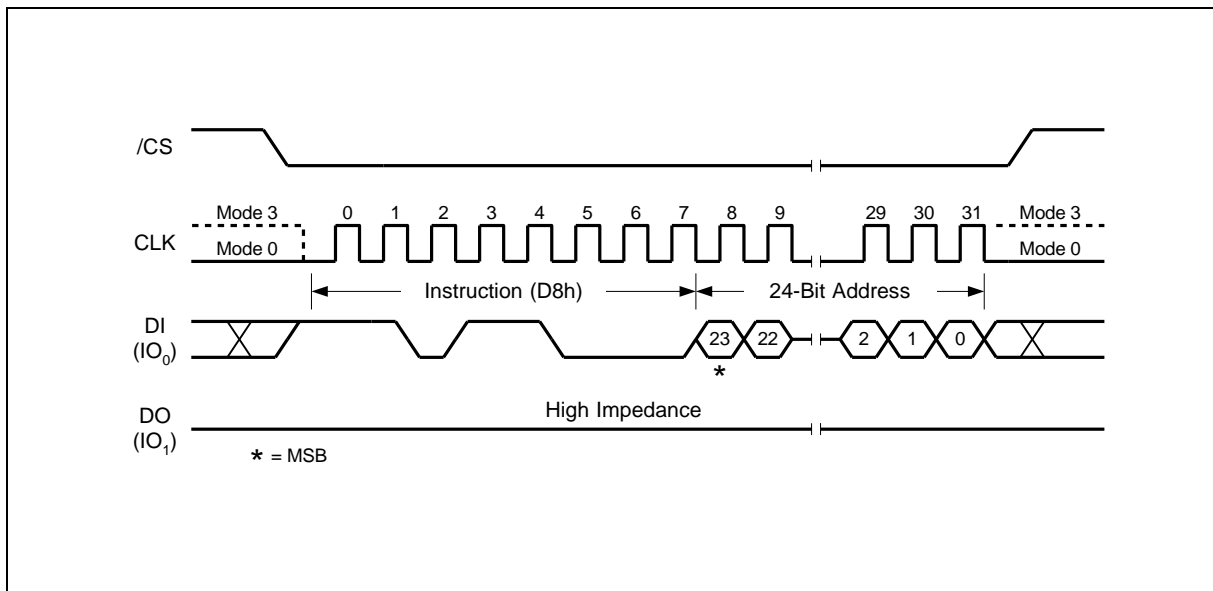 /CS
Mode 3 0 1 2 3 4 5 6 7 8 9 29 30 31 Mode 3
CLK Mode 0 Mode 0
Instruction (D8h) 24-Bit Address
DI
(IO₀) 23 22 2 1 0
*
DO High Impedance
(IO₁)
* = MSB